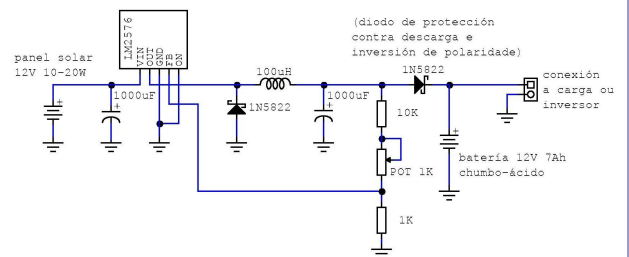 (diodo de protección
contra descarga e
inversión de polaridade)
LM2576
VIN
OUT
GND
FB
ON
panel solar
12V 10-20W
1000uF
100uH
1N5822
1000uF
1N5822
10K
POT 1K
1K
conexión
a carga ou
inversor
batería 12V 7Ah
chumbo-ácido